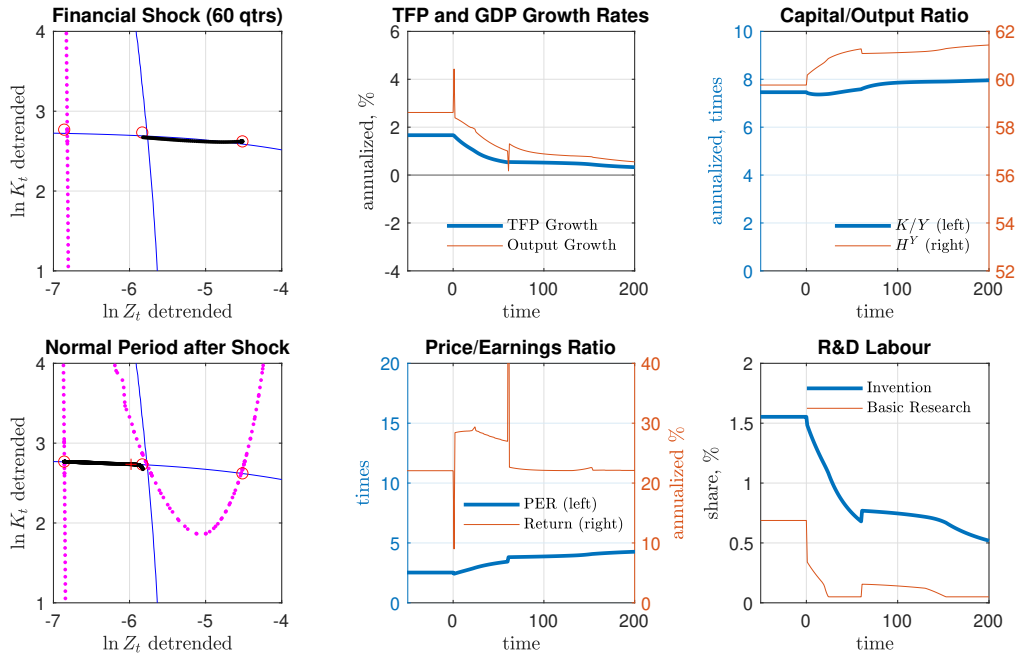 Financial Shock (60 qtrs)
4
3
2
1
ln K_t detrended
-7 -6 -5 -4
ln Z_t detrended
TFP and GDP Growth Rates
6
4
2
0
-2
-4
annualized, %
TFP Growth
Output Growth
0 100 200
time
Capital/Output Ratio
10
8
6
4
2
0
annualized, times
62
60
58
56
54
52
K/Y (left)
H^Y (right)
0 100 200
time
Normal Period after Shock
4
3
2
1
ln K_t detrended
-7 -6 -5 -4
ln Z_t detrended
Price/Earnings Ratio
20
15
10
5
0
times
40
30
20
10
0
annualized %
PER (left)
Return (right)
0 100 200
time
R&D Labour
2
1.5
1
0.5
0
share, %
Invention
Basic Research
0 100 200
time